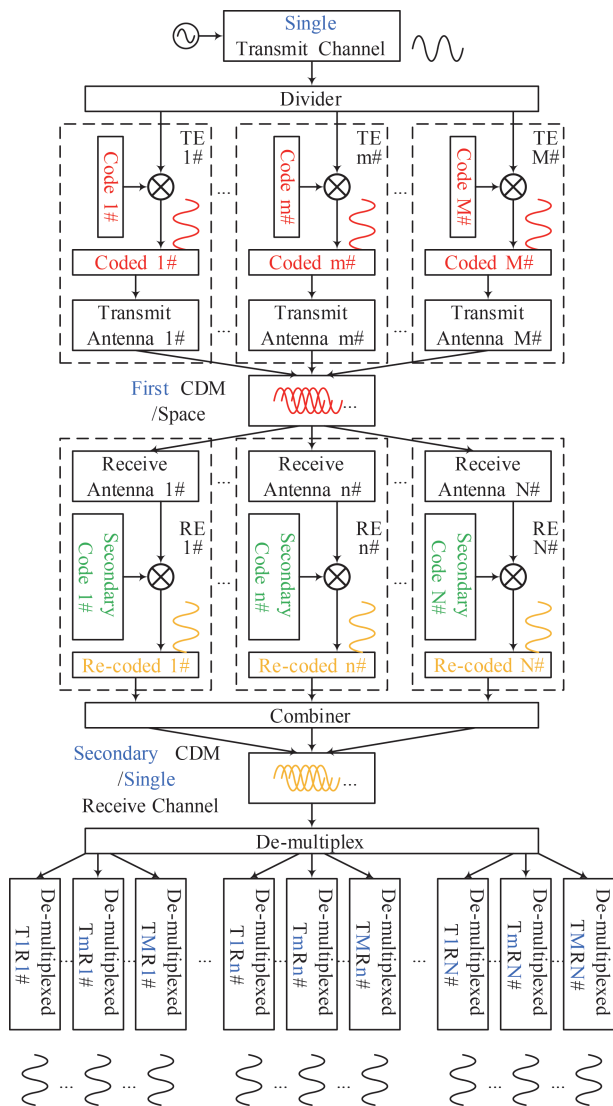 Single
Transmit Channel
Divider
TE
1#
Code 1#
...
TE
m#
Code m#
...
TE
M#
Code M#
Coded 1#
Coded m#
Coded M#
Transmit
Antenna 1#
...
Transmit
Antenna m#
...
Transmit
Antenna M#
First CDM
/Space
...
Receive
Antenna 1#
...
Receive
Antenna n#
...
Receive
Antenna N#
RE
1#
Secondary
Code 1#
...
RE
n#
Secondary
Code n#
...
RE
N#
Secondary
Code N#
Re-coded 1#
...
Re-coded n#
...
Re-coded N#
Combiner
Secondary CDM
/Single
Receive Channel
...
De-multiplex
De-multiplexed
T1R1#
De-multiplexed
TmR1#
De-multiplexed
TMR1#
...
De-multiplexed
T1Rn#
De-multiplexed
TmRn#
De-multiplexed
TMRn#
...
De-multiplexed
T1RN#
De-multiplexed
TmRN#
De-multiplexed
TMRN#
... ... ... ... ... ... ... ...